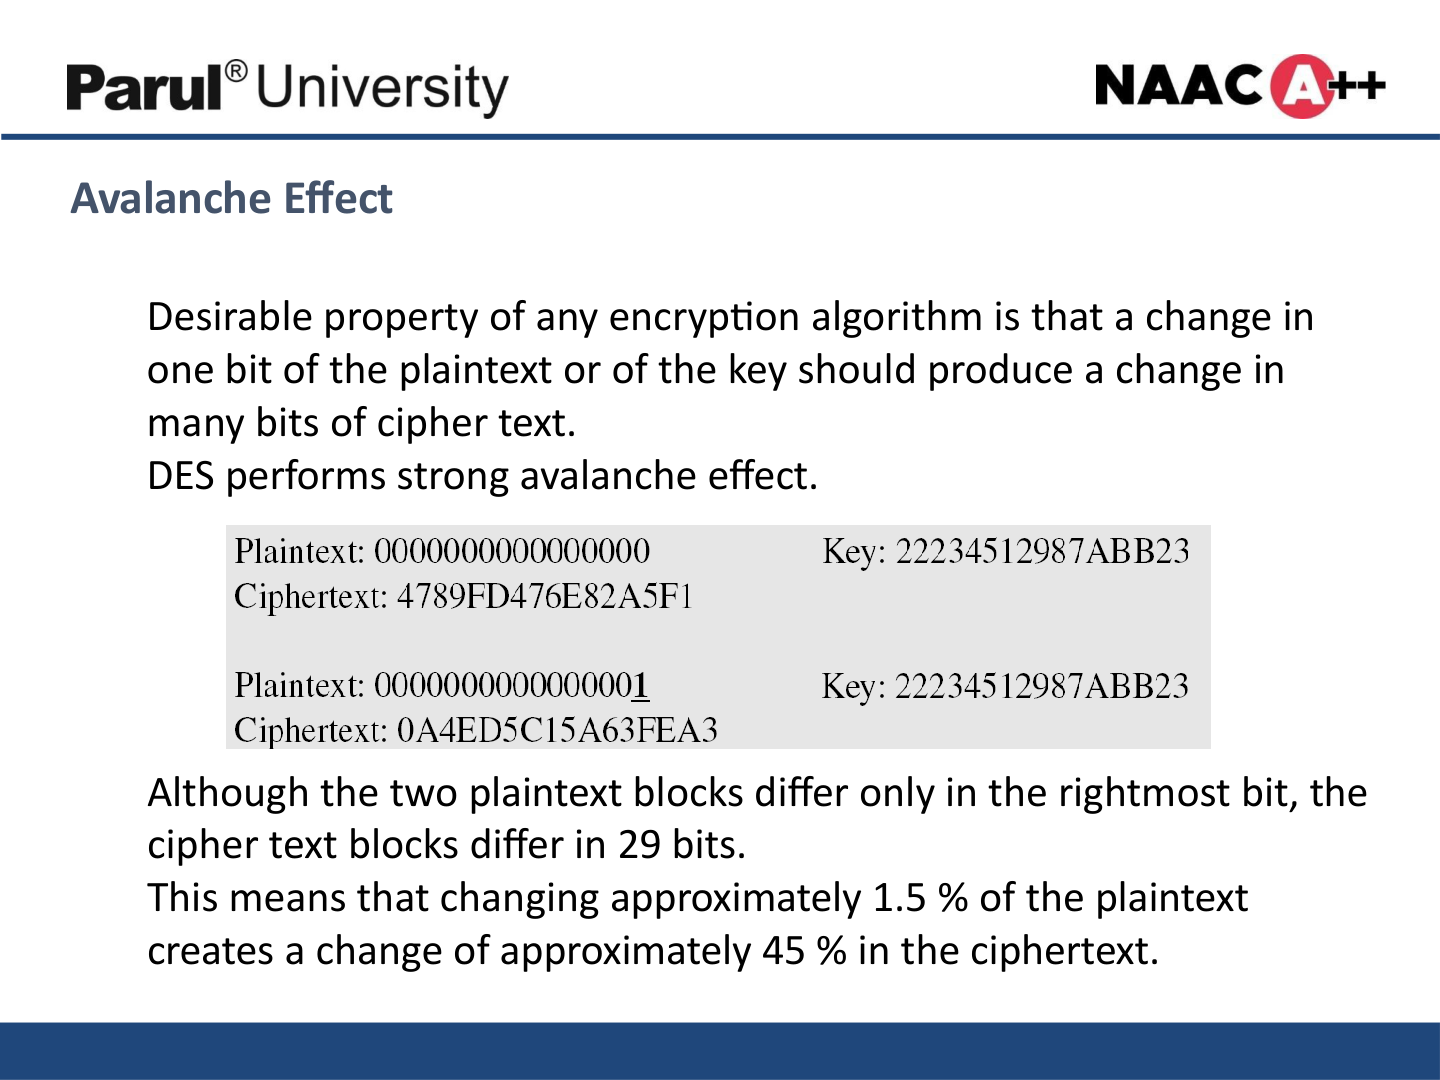 Parul® University
NAAC A++
Avalanche Effect
Desirable property of any encryption algorithm is that a change in
one bit of the plaintext or of the key should produce a change in
many bits of cipher text.
DES performs strong avalanche effect.
Plaintext: 0000000000000000 Key: 22234512987ABB23
Ciphertext: 4789FD476E82A5F1
Plaintext: 0000000000000001 Key: 22234512987ABB23
Ciphertext: 0A4ED5C15A63FEA3
Although the two plaintext blocks differ only in the rightmost bit, the
cipher text blocks differ in 29 bits.
This means that changing approximately 1.5 % of the plaintext
creates a change of approximately 45 % in the ciphertext.